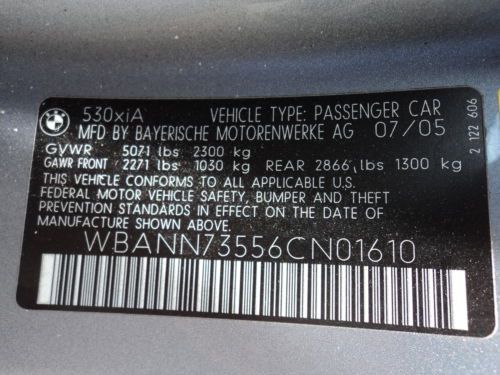 530xiA VEHICLE TYPE: PASSENGER CAR
MFD BY BAYERISCHE MOTORENWERKE AG 07/05
GVWR 5071 lbs 2300 kg
GAWR FRONT 2271 lbs 1030 kg REAR 2866 lbs 1300 kg
THIS VEHICLE CONFORMS TO ALL APPLICABLE U.S.
FEDERAL MOTOR VEHICLE SAFETY, BUMPER AND THEFT
PREVENTION STANDARDS IN EFFECT ON THE DATE OF
MANUFACTURE SHOWN ABOVE.
WBANN73556CN01610
2 122 606